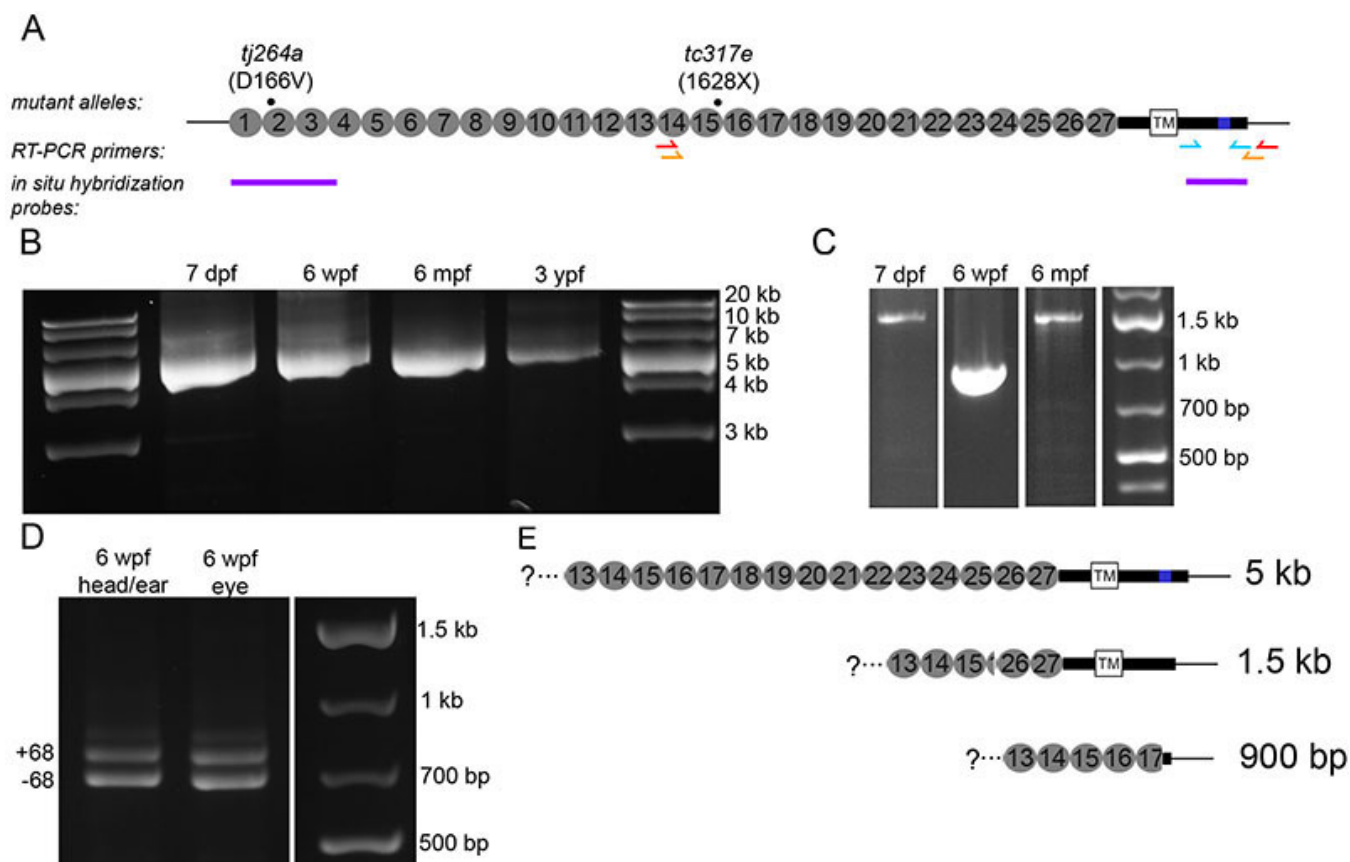 A
tj264a
(D166V)
tc317e
(1628X)
mutant alleles:
1 2 3 4 5 6 7 8 9 10 11 12 13 14 15 16 17 18 19 20 21 22 23 24 25 26 27 TM
RT-PCR primers:
in situ hybridization
probes:
B
7 dpf 6 wpf 6 mpf 3 ypf
20 kb
10 kb
7 kb
5 kb
4 kb
3 kb
C
7 dpf 6 wpf 6 mpf
1.5 kb
1 kb
700 bp
500 bp
D
6 wpf
head/ear
6 wpf
eye
+68
-68
1.5 kb
1 kb
700 bp
500 bp
E
?··· 13 14 15 16 17 18 19 20 21 22 23 24 25 26 27 TM 5 kb
?··· 13 14 15 26 27 TM 1.5 kb
?··· 13 14 15 16 17 900 bp